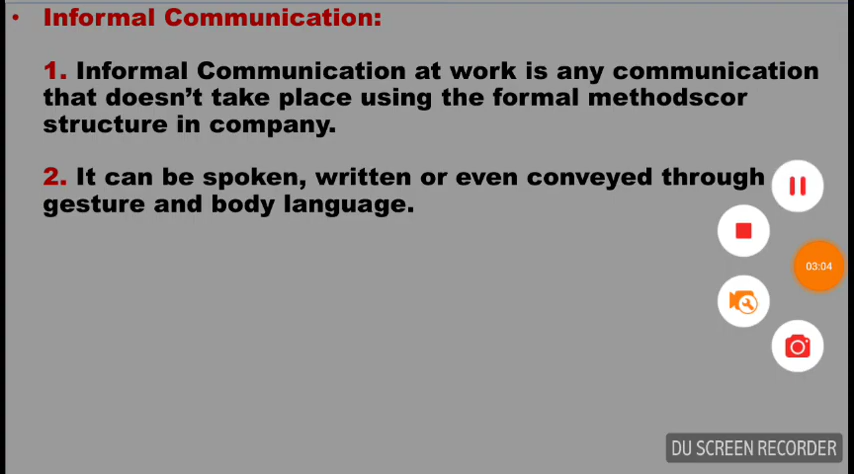 • Informal Communication:
1. Informal Communication at work is any communication
that doesn’t take place using the formal methodscor
structure in company.
2. It can be spoken, written or even conveyed through
gesture and body language.
03:04
DU SCREEN RECORDER